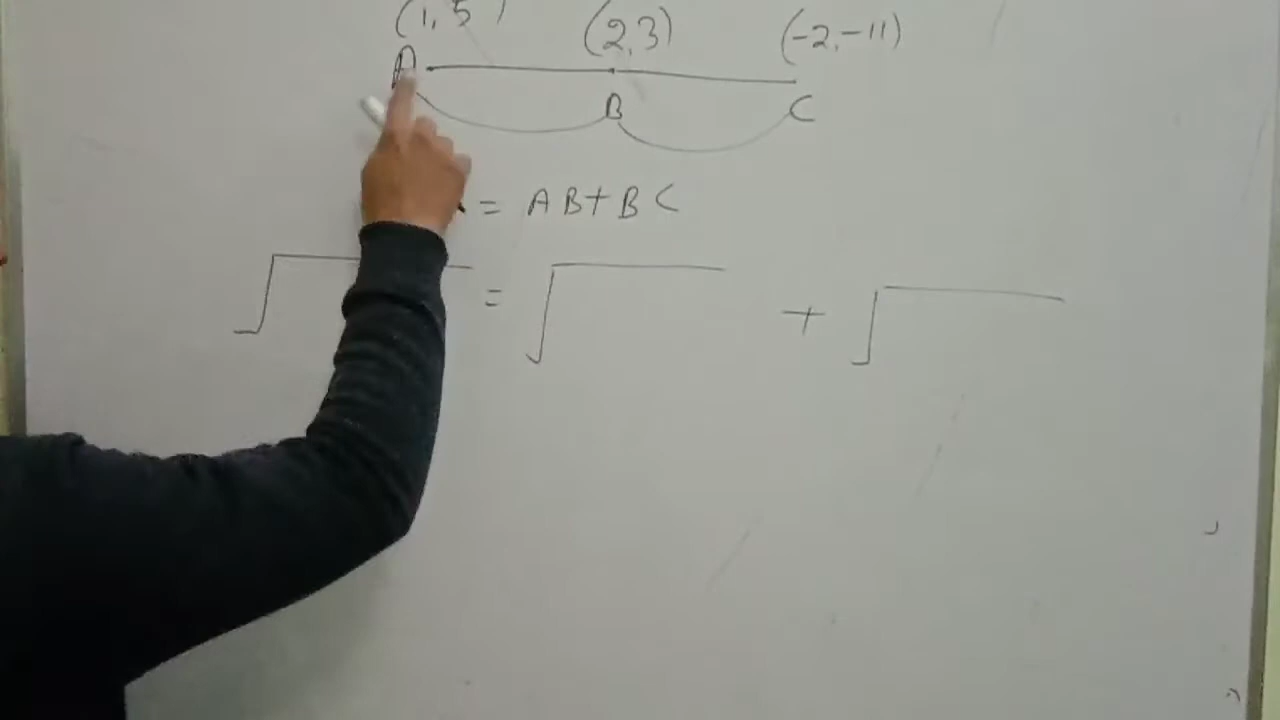 (1, 5) (2,3) (-2,-11)
A B C
= AB+BC
√ = √ + √